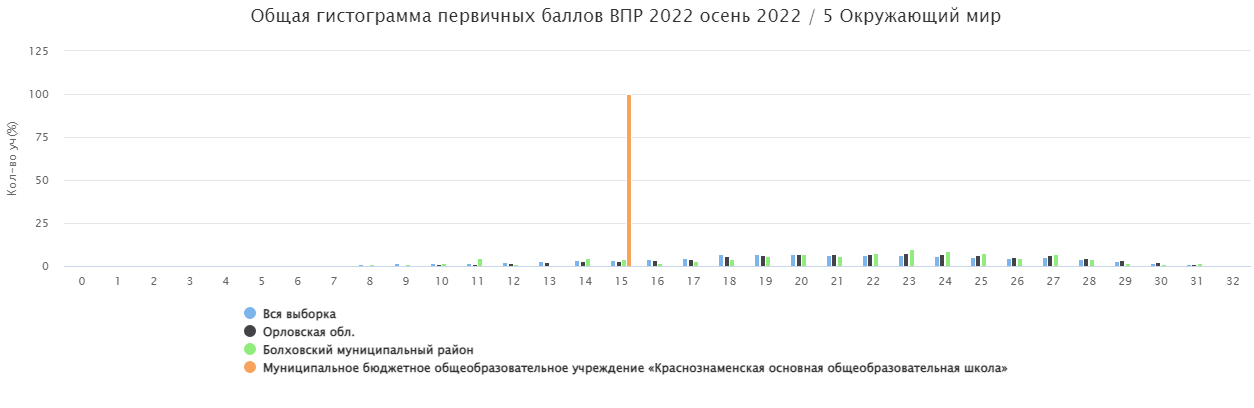 Общая гистограмма первичных баллов ВПР 2022 осень 2022 / 5 Окружающий мир
Кол-во уч(%)
125
100
75
50
25
0
0 1 2 3 4 5 6 7 8 9 10 11 12 13 14 15 16 17 18 19 20 21 22 23 24 25 26 27 28 29 30 31 32
Вся выборка
Орловская обл.
Болховский муниципальный район
Муниципальное бюджетное общеобразовательное учреждение «Краснознаменская основная общеобразовательная школа»